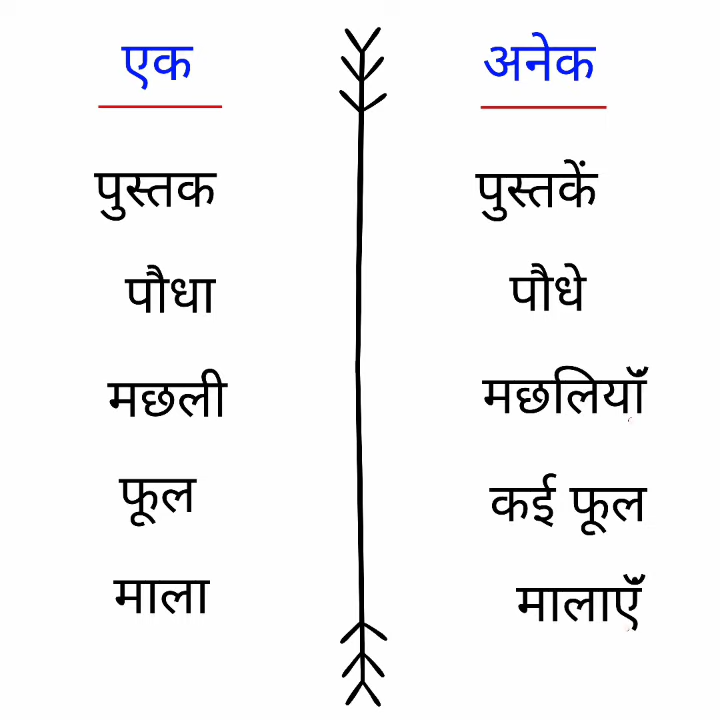 एक अनेक
पुस्तक पुस्तकें
पौधा पौधे
मछली मछलियाँ
फूल कई फूल
माला मालाएँ